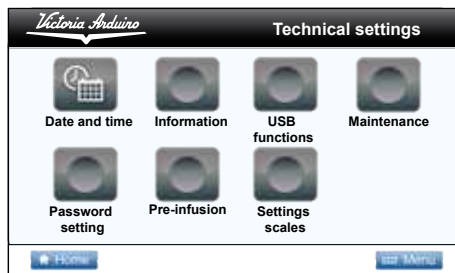 Victoria Arduino
Technical settings
Date and time
Information
USB
functions
Maintenance
Password
setting
Pre-infusion
Settings
scales
Home
Menu